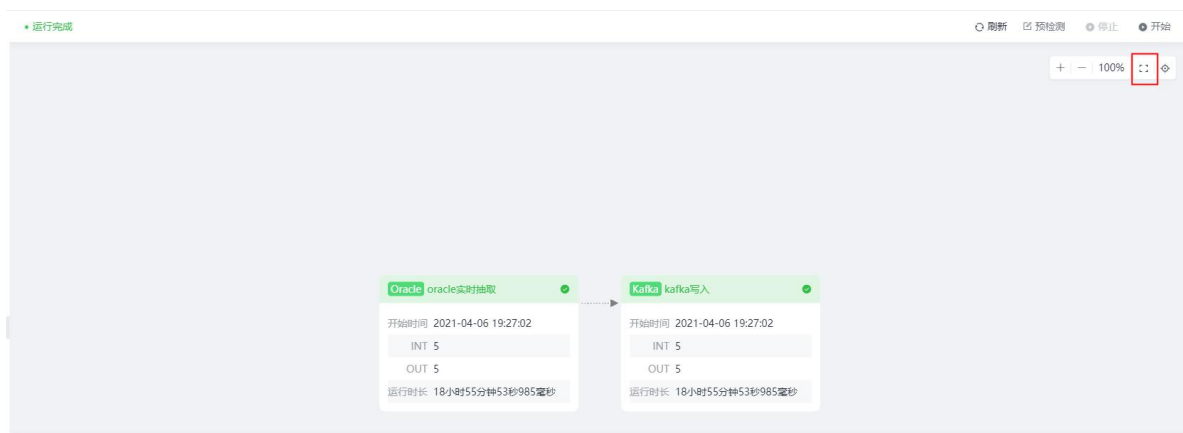 运行完成 刷新 预检测 停止 开始
+ − 100%
Oracle oracle实时抽取 Kafka kafka写入
开始时间 2021-04-06 19:27:02 开始时间 2021-04-06 19:27:02
INT 5 INT 5
OUT 5 OUT 5
运行时长 18小时55分钟53秒985毫秒 运行时长 18小时55分钟53秒985毫秒